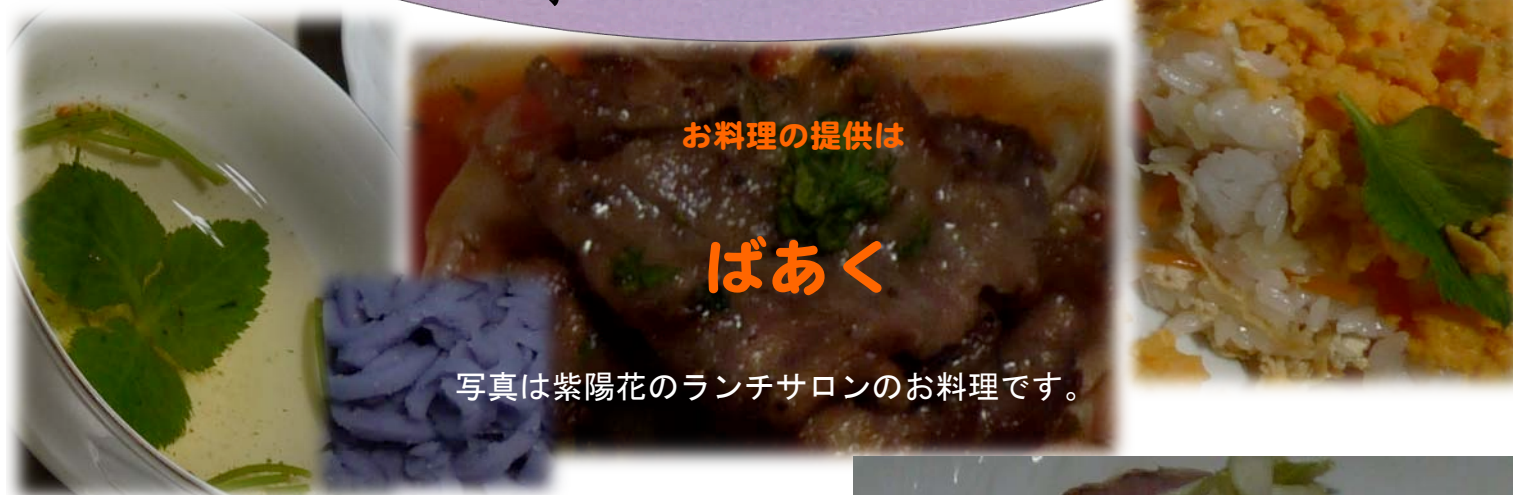 お料理の提供は
ばあく
写真は紫陽花のランチサロンのお料理です。